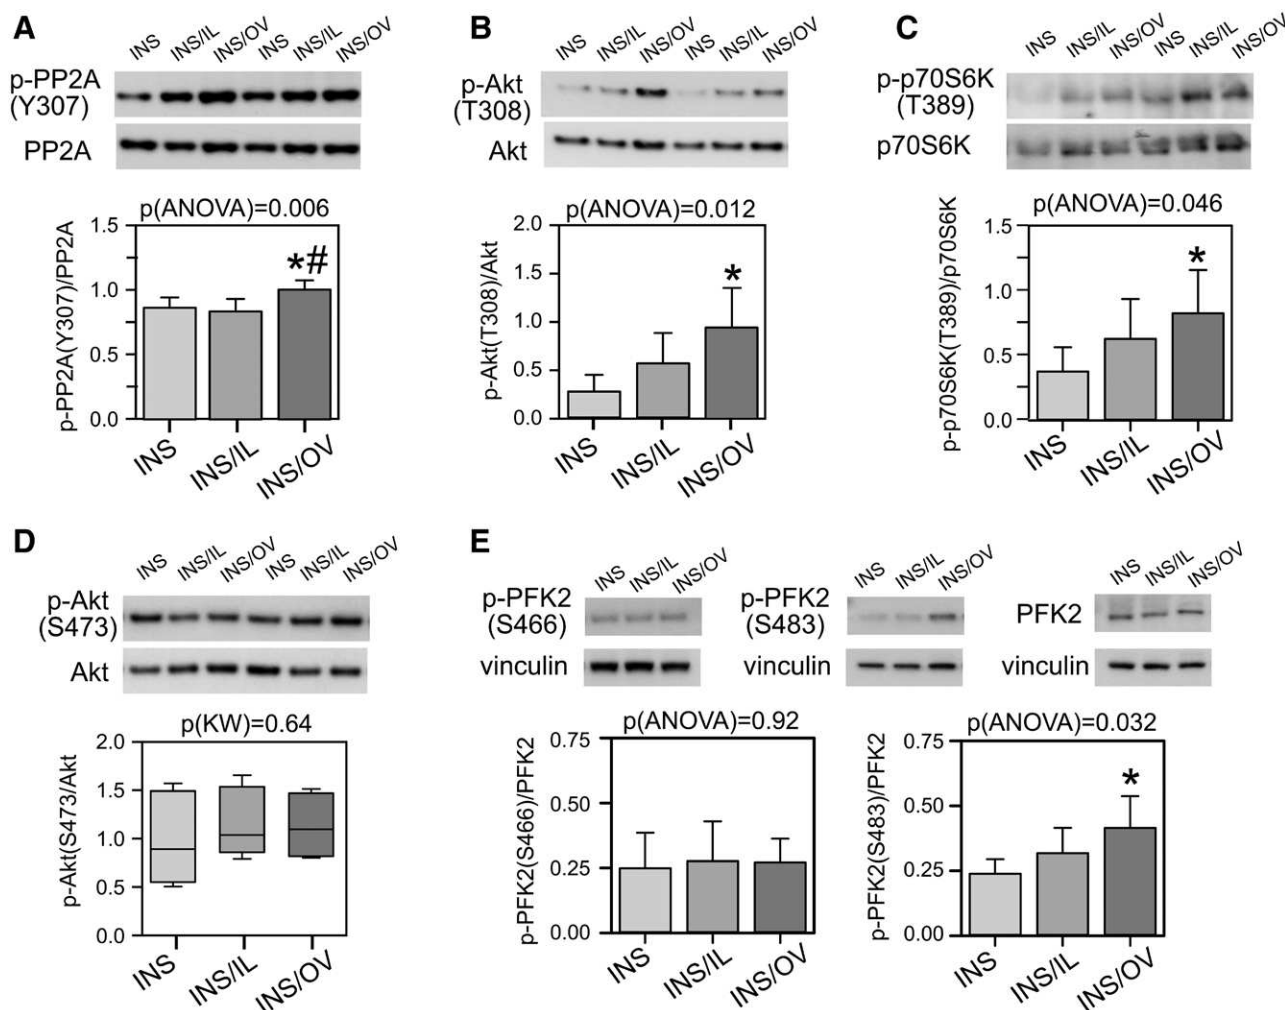 A
INS INS/IL INS/OV INS INS/IL INS/OV
p-PP2A
(Y307)
PP2A
p(ANOVA)=0.006
p-PP2A(Y307)/PP2A
1.5
1.0
0.5
0.0
*#
INS INS/IL INS/OV
B
INS INS/IL INS/OV INS INS/IL INS/OV
p-Akt
(T308)
Akt
p(ANOVA)=0.012
p-Akt(T308)/Akt
2.0
1.5
1.0
0.5
0.0
*
INS INS/IL INS/OV
C
INS INS/IL INS/OV INS INS/IL INS/OV
p-p70S6K
(T389)
p70S6K
p(ANOVA)=0.046
p-p70S6K(T389)/p70S6K
1.5
1.0
0.5
0.0
*
INS INS/IL INS/OV
D
INS INS/IL INS/OV INS INS/IL INS/OV
p-Akt
(S473)
Akt
p(KW)=0.64
p-Akt(S473/Akt
2.0
1.5
1.0
0.5
0.0
INS INS/IL INS/OV
E
INS INS/IL INS/OV
p-PFK2
(S466)
vinculin
INS INS/IL INS/OV
p-PFK2
(S483)
vinculin
INS INS/IL INS/OV
PFK2
vinculin
p(ANOVA)=0.92
p-PFK2(S466)/PFK2
0.75
0.50
0.25
0.00
INS INS/IL INS/OV
p(ANOVA)=0.032
p-PFK2(S483)/PFK2
0.75
0.50
0.25
0.00
*
INS INS/IL INS/OV